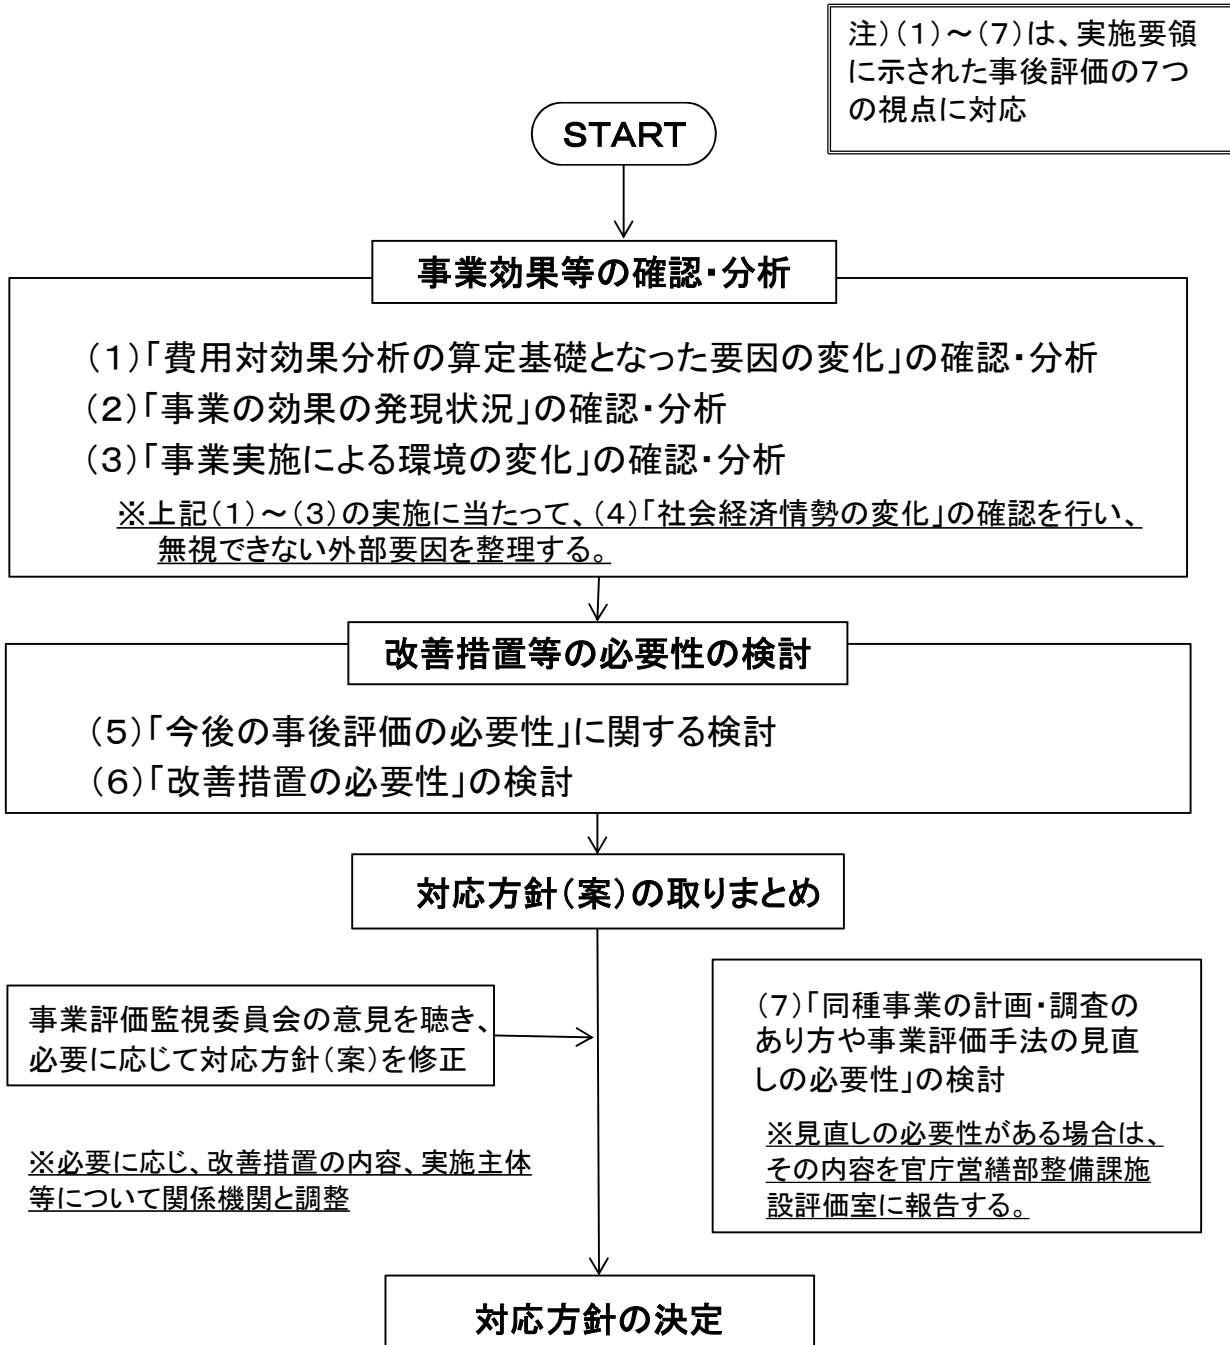 注)(1)~(7)は、実施要領
に示された事後評価の7つ
の視点に対応
START
事業効果等の確認・分析
(1)「費用対効果分析の算定基礎となった要因の変化」の確認・分析
(2)「事業の効果の発現状況」の確認・分析
(3)「事業実施による環境の変化」の確認・分析
※上記(1)~(3)の実施に当たって、(4)「社会経済情勢の変化」の確認を行い、
無視できない外部要因を整理する。
改善措置等の必要性の検討
(5)「今後の事後評価の必要性」に関する検討
(6)「改善措置の必要性」の検討
対応方針(案)の取りまとめ
事業評価監視委員会の意見を聴き、
必要に応じて対応方針(案)を修正
※必要に応じ、改善措置の内容、実施主体
等について関係機関と調整
(7)「同種事業の計画・調査の
あり方や事業評価手法の見直
しの必要性」の検討
※見直しの必要性がある場合は、
その内容を官庁営繕部整備課施
設評価室に報告する。
対応方針の決定